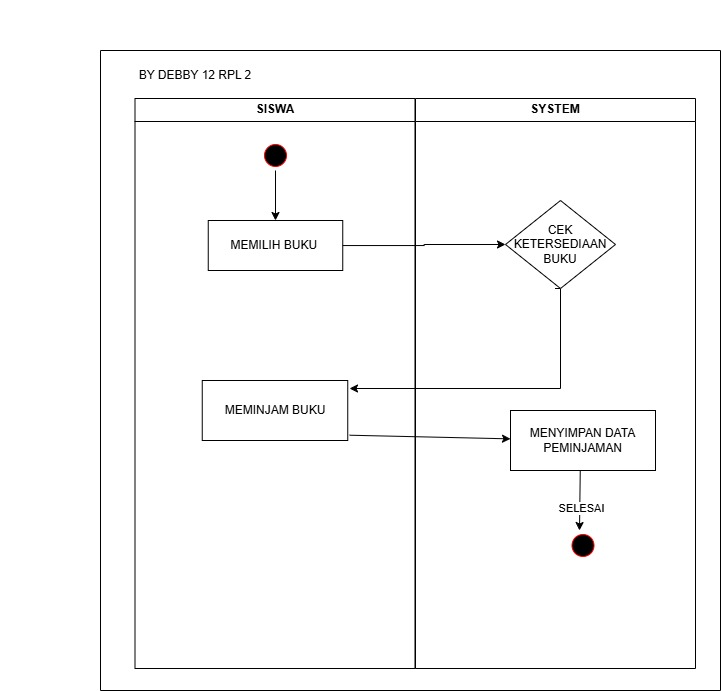 BY DEBBY 12 RPL 2
SISWA
SYSTEM
MEMILIH BUKU
CEK
KETERSEDIAAN
BUKU
MEMINJAM BUKU
MENYIMPAN DATA
PEMINJAMAN
SELESAI